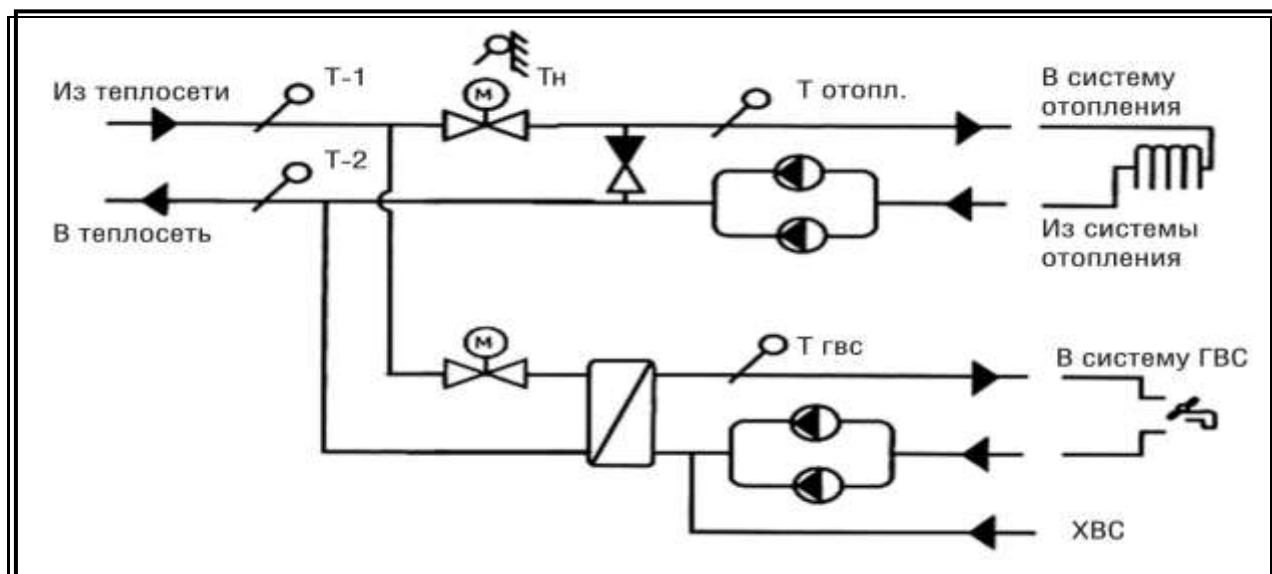 Из теплосети
Т-1
Тн
Т отопл.
В систему
отопления
М
Т-2
В теплосеть
Из системы
отопления
М
Т гвс
В систему ГВС
ХВС